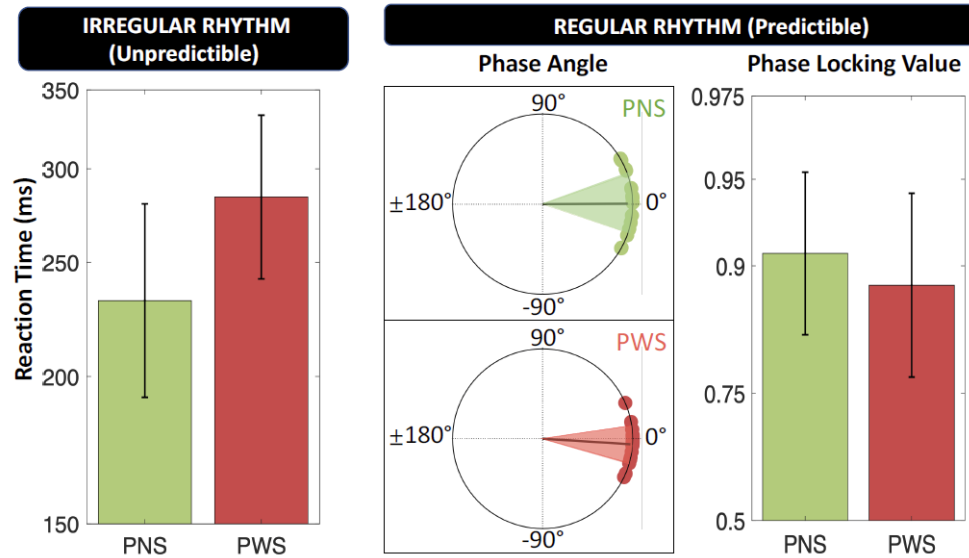 IRREGULAR RHYTHM
(Unpredictible)
Reaction Time (ms)
350
300
250
200
150
PNS PWS
REGULAR RHYTHM (Predictible)
Phase Angle
PNS
90°
±180° 0°
-90°
PWS
90°
±180° 0°
-90°
Phase Locking Value
0.975
0.95
0.9
0.75
0.5
PNS PWS